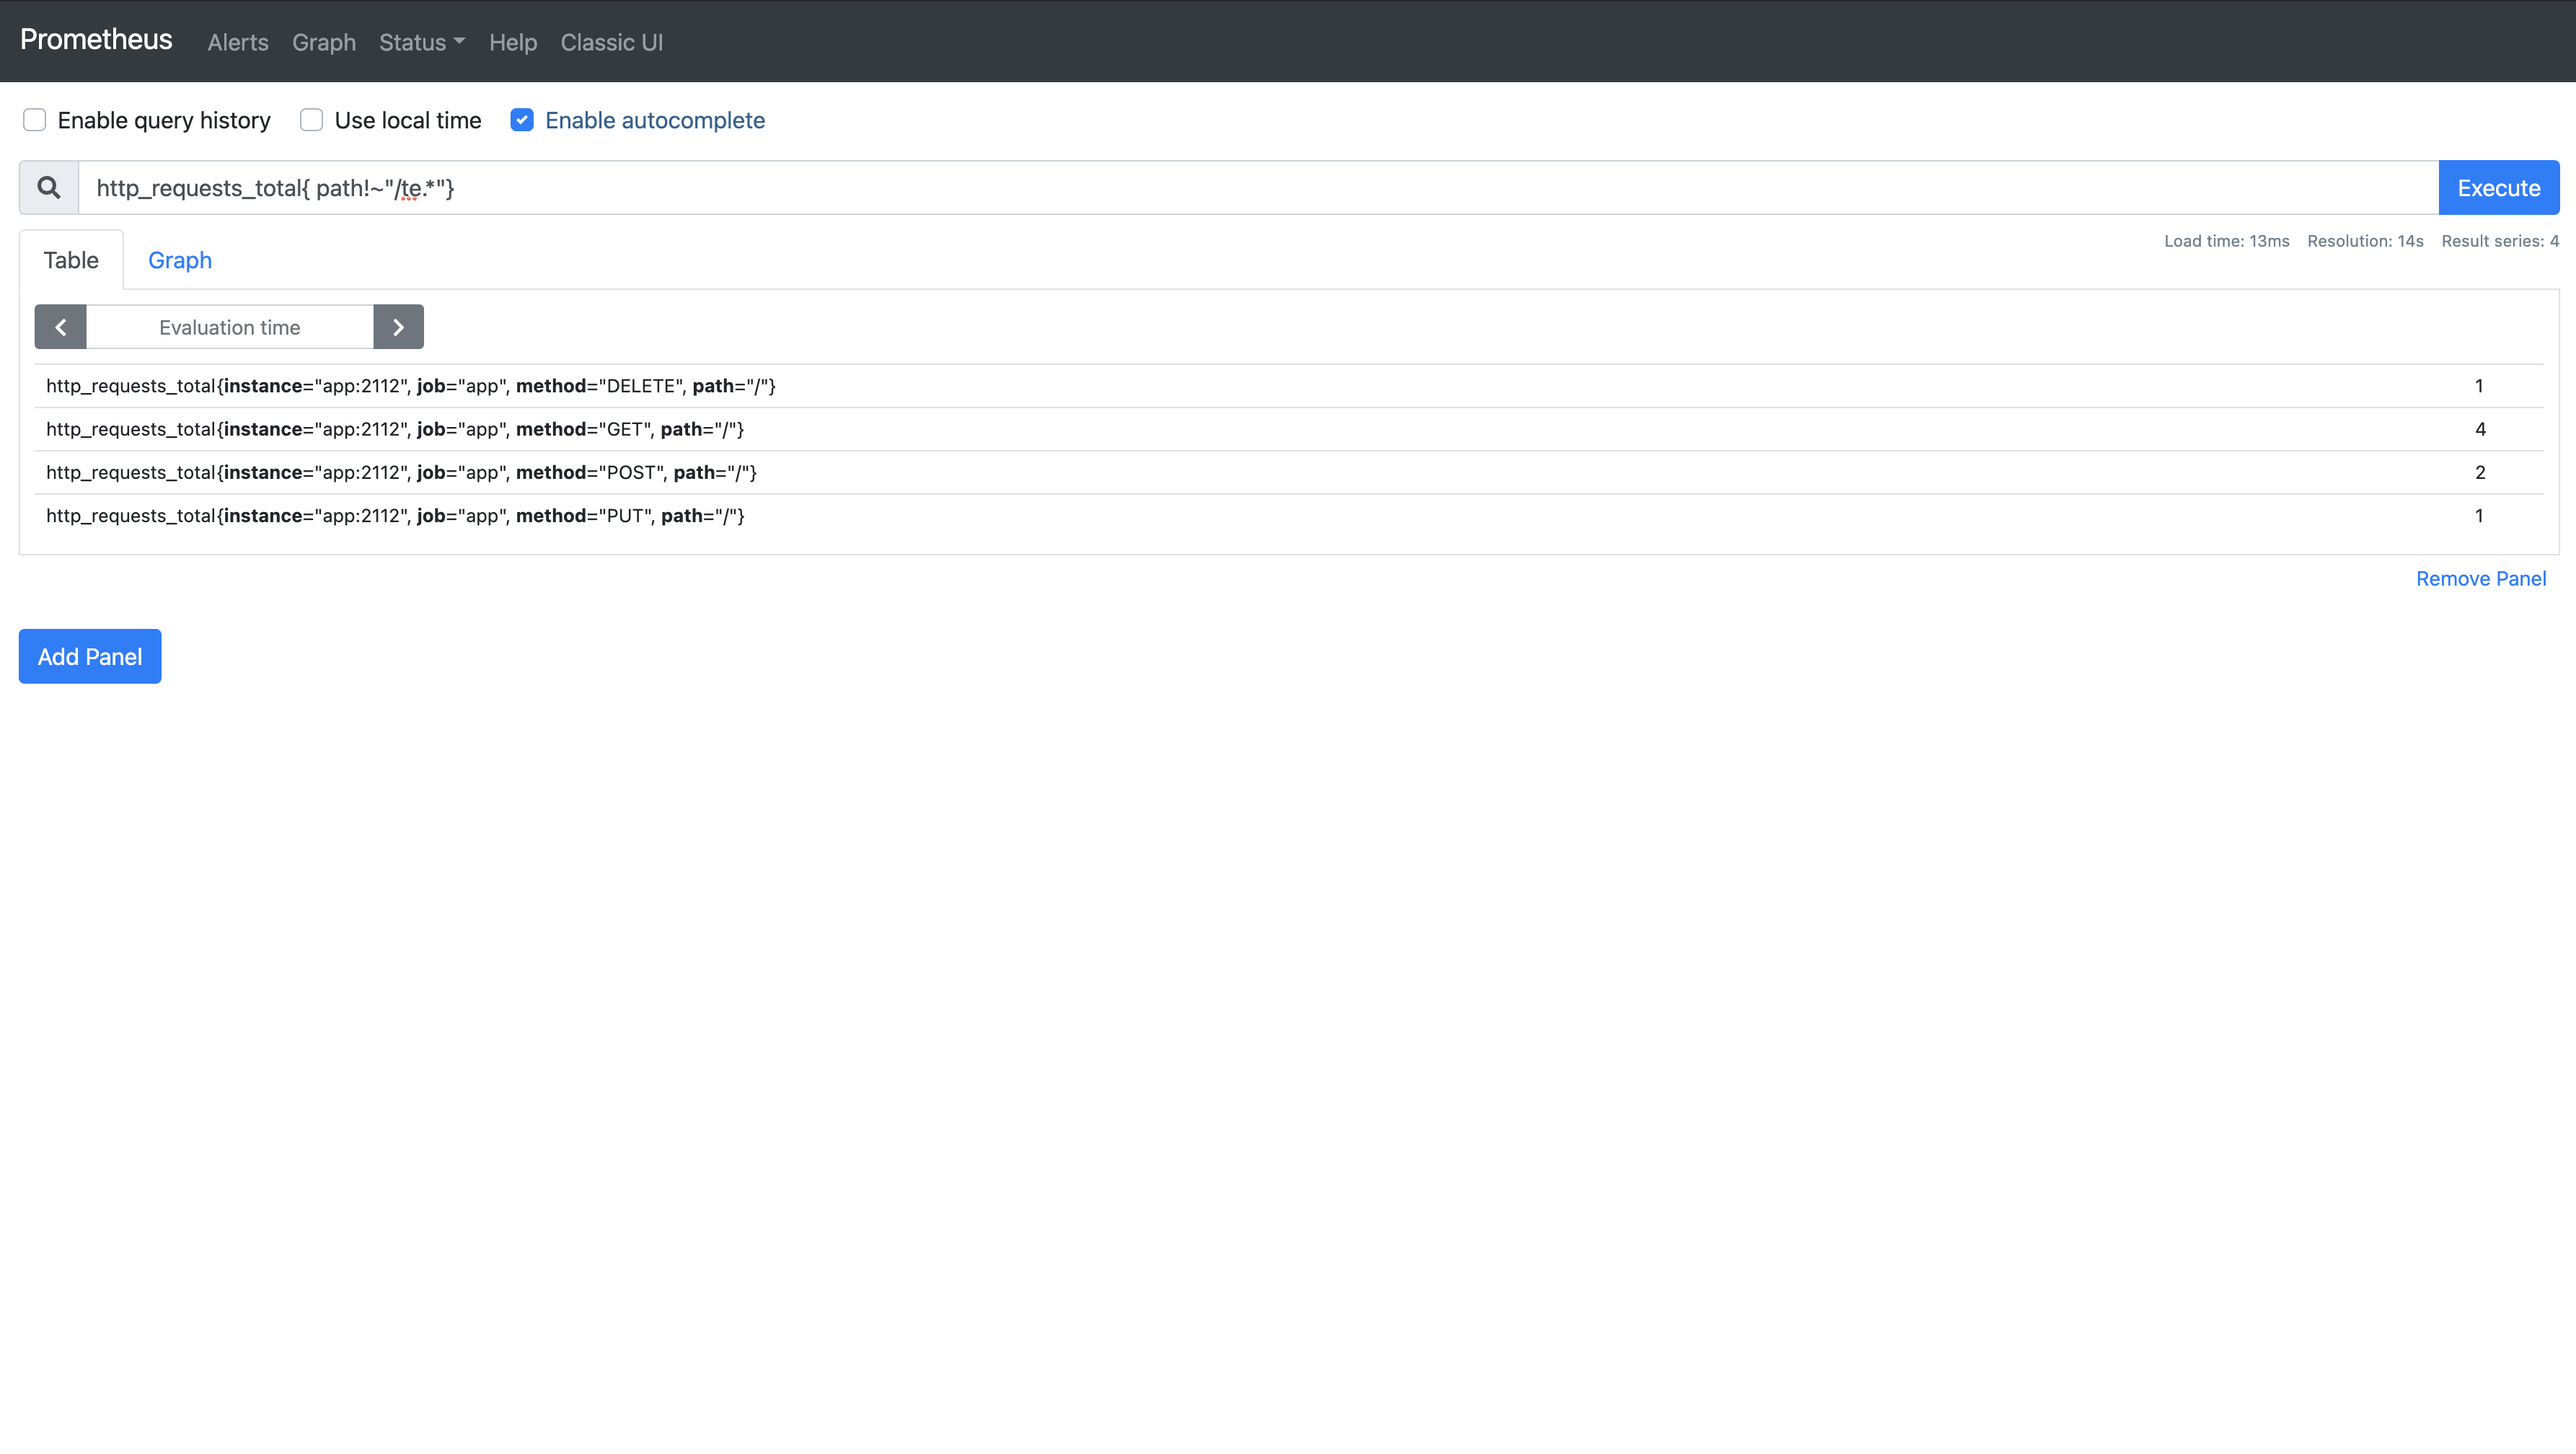 Prometheus Alerts Graph Status Help Classic UI
Enable query history Use local time Enable autocomplete
http_requests_total{ path!~"/te.*"} Execute
Table Graph Load time: 13ms Resolution: 14s Result series: 4
Evaluation time
http_requests_total{instance="app:2112", job="app", method="DELETE", path="/"} 1
http_requests_total{instance="app:2112", job="app", method="GET", path="/"} 4
http_requests_total{instance="app:2112", job="app", method="POST", path="/"} 2
http_requests_total{instance="app:2112", job="app", method="PUT", path="/"} 1
Remove Panel
Add Panel